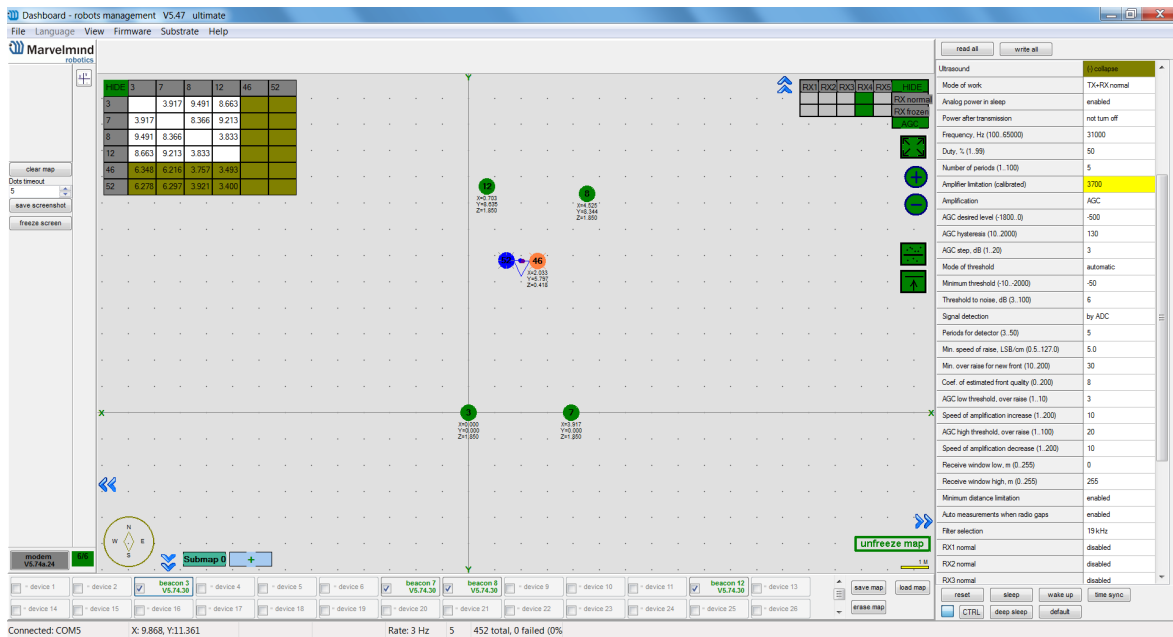 Dashboard - robots management V5.47 ultimate
File Language View Firmware Substrate Help
Marvelmind
robotics
read all write all
Ultrasound (-) collapse
Mode of work TX+RX normal
Analog power in sleep enabled
Power after transmission not turn off
Frequency, Hz (100..65000) 31000
Duty, % (1..99) 50
Number of periods (1..100) 5
Amplifier limitation (calibrated) 3700
Amplification AGC
AGC desired level (-1800..0) -500
AGC hysteresis (10..2000) 130
AGC step, dB (1..20) 3
Mode of threshold automatic
Minimum threshold (-10..-2000) -50
Threshold to noise, dB (3..100) 6
Signal detection by ADC
Periods for detector (3..50) 5
Min. speed of raise, LSB/cm (0.5..127.0) 5.0
Min. over raise for new front (10..200) 30
Coef. of estimated front quality (0..200) 8
AGC low threshold, over raise (1..10) 3
Speed of amplification increase (1..200) 10
AGC high threshold, over raise (1..100) 20
Speed of amplification decrease (1..200) 10
Receive window low, m (0..255) 0
Receive window high, m (0..255) 255
Minimum distance limitation enabled
Auto measurements when radio gaps enabled
Filter selection 19 kHz
RX1 normal disabled
RX2 normal disabled
RX3 normal disabled
reset sleep wake up time sync
CTRL deep sleep default
HIDE 3 7 8 12 46 52
3 3.917 9.491 8.663
7 3.917 8.366 9.213
8 9.491 8.366 3.833
12 8.663 9.213 3.833
46 6.348 6.216 3.757 3.493
52 6.278 6.297 3.921 3.400
RX1 RX2 RX3 RX4 RX5 HIDE
RX normal
RX frozen
AGC
clear map
Dots timeout
5
save screenshot
freeze screen
Y
12
X=0.703
Y=8.635
Z=1.850
8
X=4.525
Y=8.344
Z=1.850
46
X=2.033
Y=5.797
Z=0.418
X X
3
X=0.000
Y=0.000
Z=1.850
7
X=3.917
Y=0.000
Z=1.850
N
W E
S
Submap 0 +
unfreeze map
1 M
Y
modem
V5.74a.24
6/6
- device 1 - device 2 beacon 3 V5.74.30 - device 4 - device 5 - device 6 beacon 7 V5.74.30 beacon 8 V5.74.30 - device 9 - device 10 - device 11 beacon 12 V5.74.30 - device 13
- device 14 - device 15 - device 16 - device 17 - device 18 - device 19 - device 20 - device 21 - device 22 - device 23 - device 24 - device 25 - device 26
save map load map
erase map
Connected: COM5 X: 9.868, Y:11.361 Rate: 3 Hz 5 452 total, 0 failed (0%